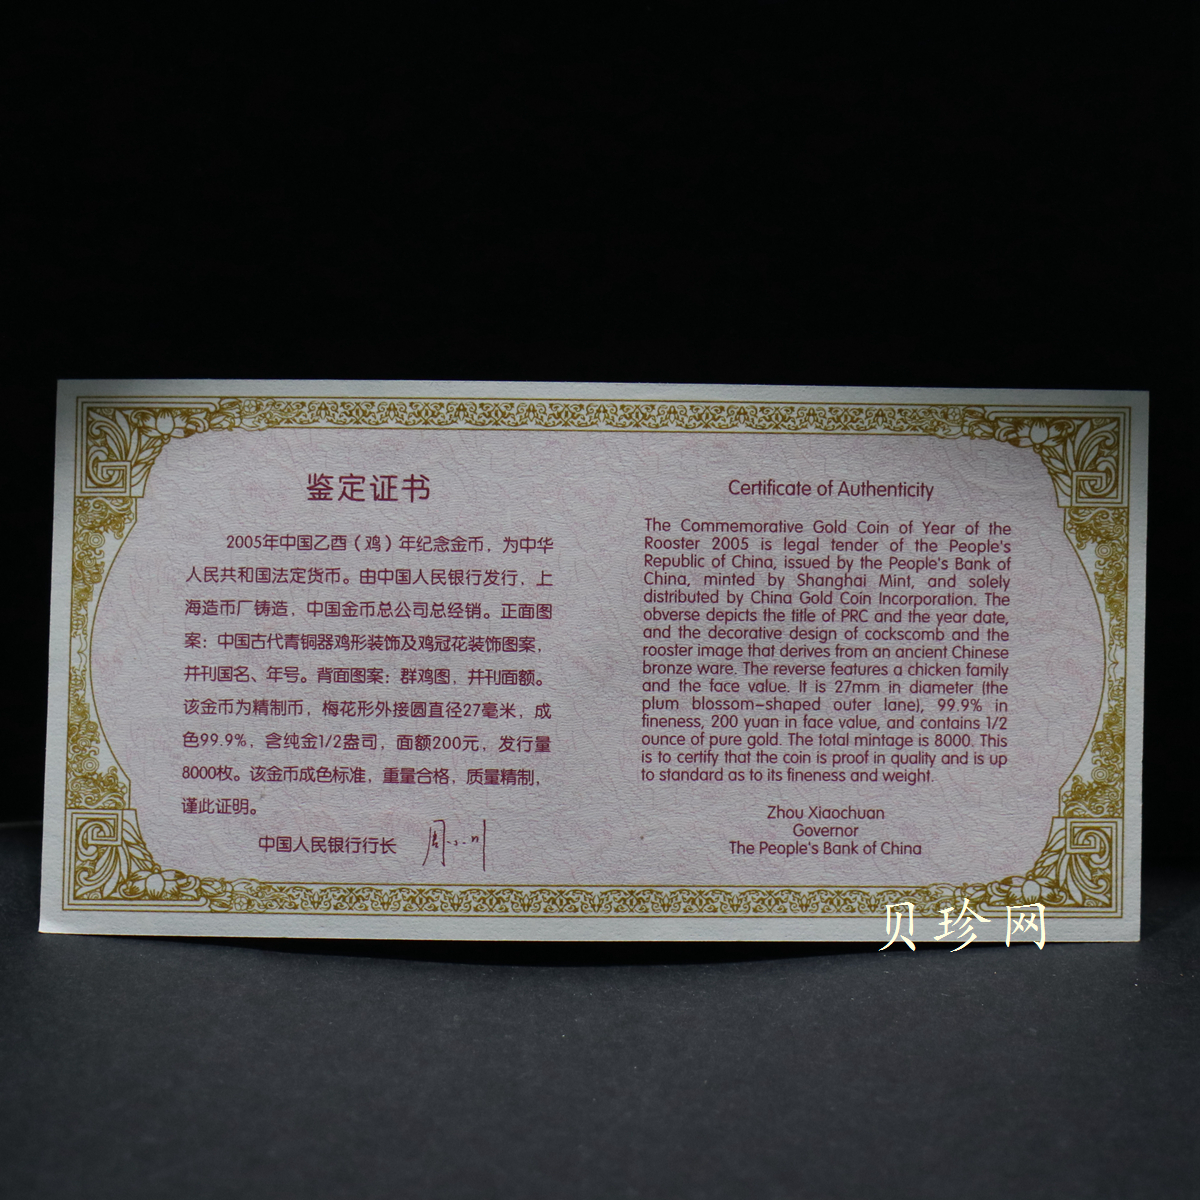 鉴定证书
2005年中国乙酉（鸡）年纪念金币，为中华
人民共和国法定货币。由中国人民银行发行，上
海造币厂铸造，中国金币总公司总经销。正面图
案：中国古代青铜器鸡形装饰及鸡冠花装饰图案，
并刊国名、年号。背面图案：群鸡图，并刊面额。
该金币为精制币，梅花形外接圆直径27毫米，成
色99.9%，含纯金1/2盎司，面额200元，发行量
8000枚。该金币成色标准，重量合格，质量精制，
谨此证明。
中国人民银行行长 周小川
Certificate of Authenticity
The Commemorative Gold Coin of Year of the
Rooster 2005 is legal tender of the People's
Republic of China, issued by the People's Bank of
China, minted by Shanghai Mint, and solely
distributed by China Gold Coin Incorporation. The
obverse depicts the title of PRC and the year date,
and the decorative design of cockscomb and the
rooster image that derives from an ancient Chinese
bronze ware. The reverse features a chicken family
and the face value. It is 27mm in diameter (the
plum blossom-shaped outer lane), 99.9% in
fineness, 200 yuan in face value, and contains 1/2
ounce of pure gold. The total mintage is 8000. This
is to certify that the coin is proof in quality and is up
to standard as to its fineness and weight.
Zhou Xiaochuan
Governor
The People's Bank of China
贝珍网